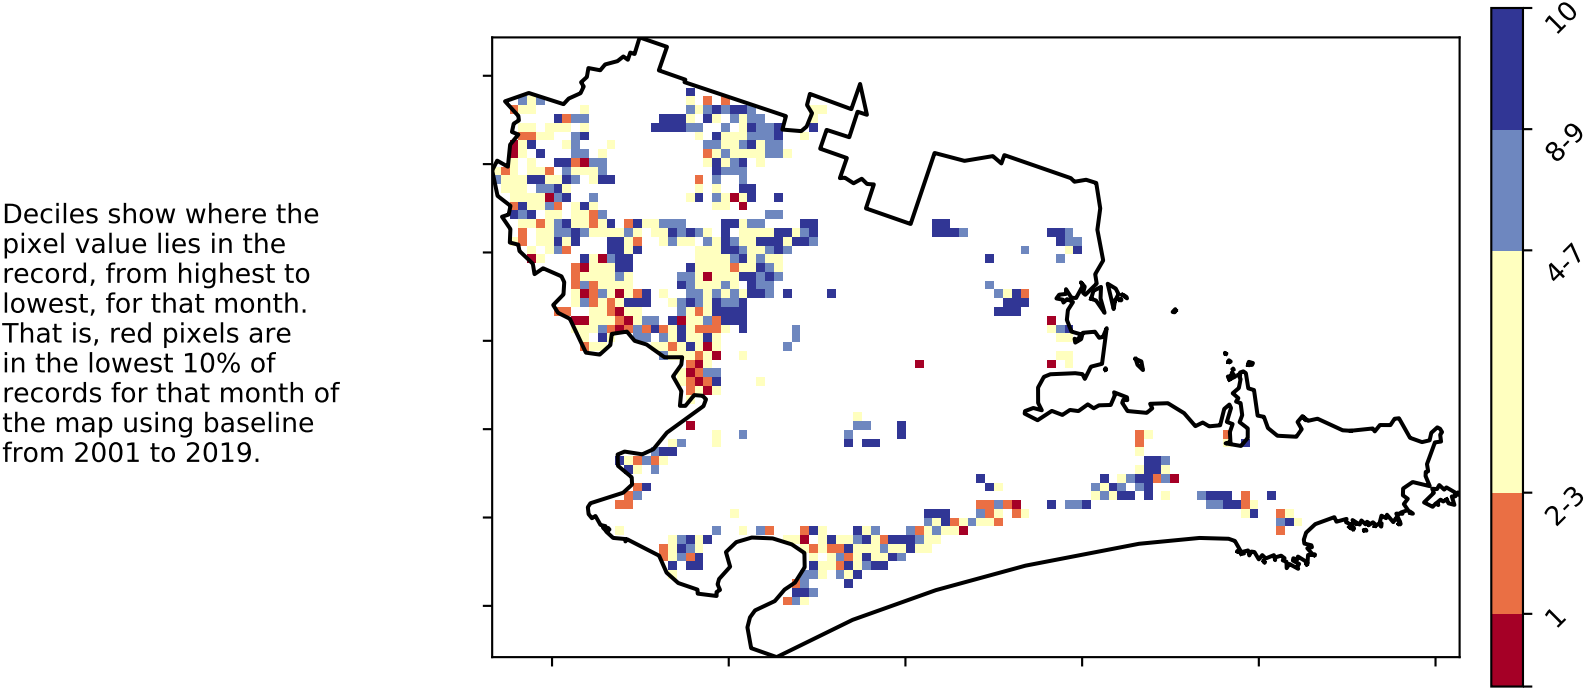 Deciles show where the
pixel value lies in the
record, from highest to
lowest, for that month.
That is, red pixels are
in the lowest 10% of
records for that month of
the map using baseline
from 2001 to 2019.
10
8-9
4-7
2-3
1